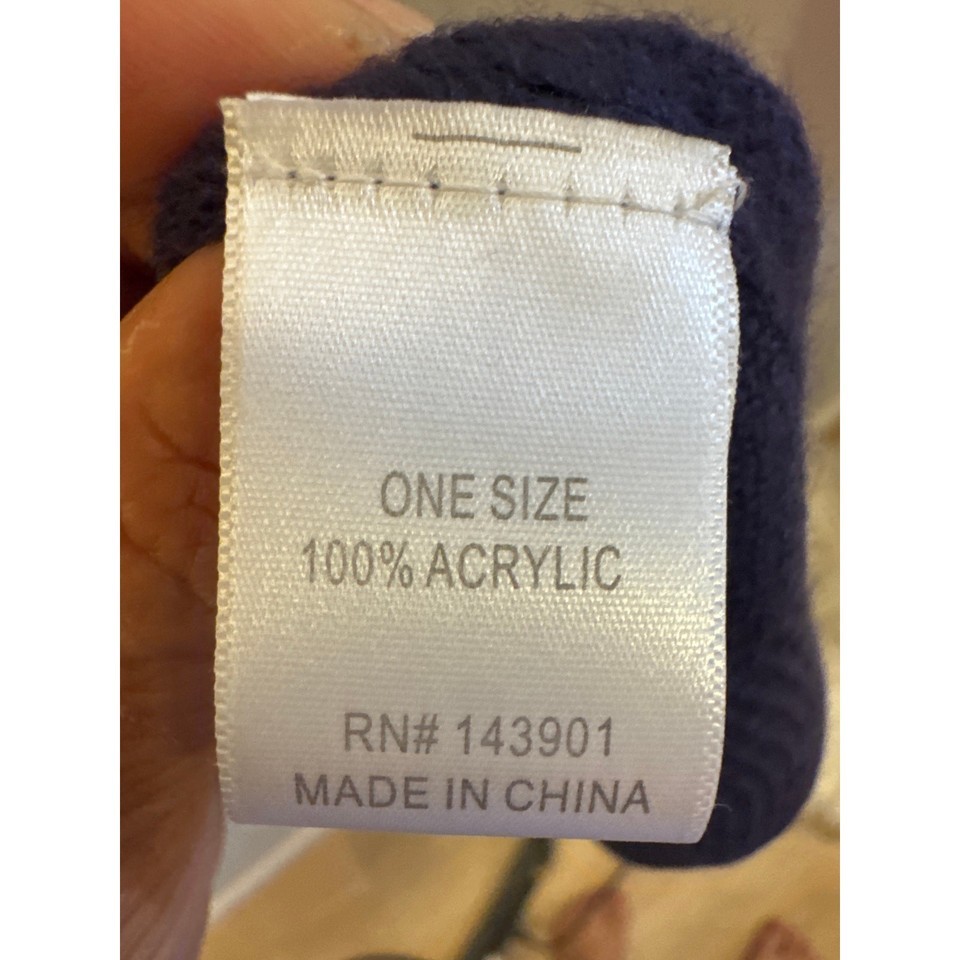 ONE SIZE
100% ACRYLIC
RN# 143901
MADE IN CHINA